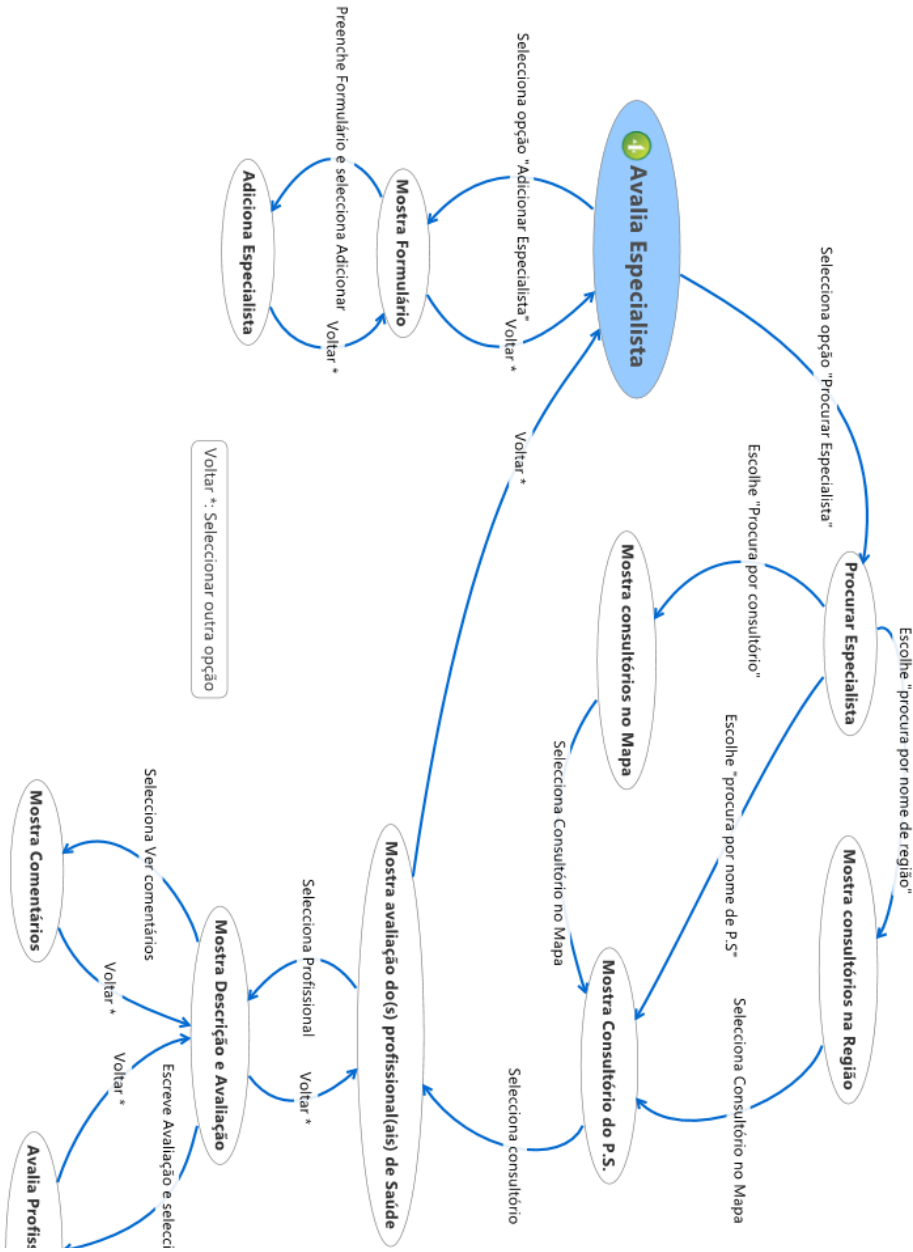 Avalia Especialista
Selecciona opção "Procurar Especialista"
Procurar Especialista
Escolhe "procura por nome de região"
Mostra consultórios na Região
Selecciona Consultório no Mapa
Escolhe "Procura por consultório"
Mostra consultórios no Mapa
Selecciona Consultório no Mapa
Escolhe "procura por nome de P.S"
Mostra Consultório do P.S.
Selecciona consultório
Mostra avaliação do(s) profissional(ais) de Saúde
Voltar *
Selecciona Profissional
Voltar *
Mostra Descrição e Avaliação
Selecciona Ver comentários
Mostra Comentários
Voltar *
Escreve Avaliação e selecci
Avalia Profiss
Voltar *
Selecciona opção "Adicionar Especialista"
Mostra Formulário
Voltar *
Preenche Formulário e selecciona Adicionar
Adiciona Especialista
Voltar *
Voltar *: Seleccionar outra opção